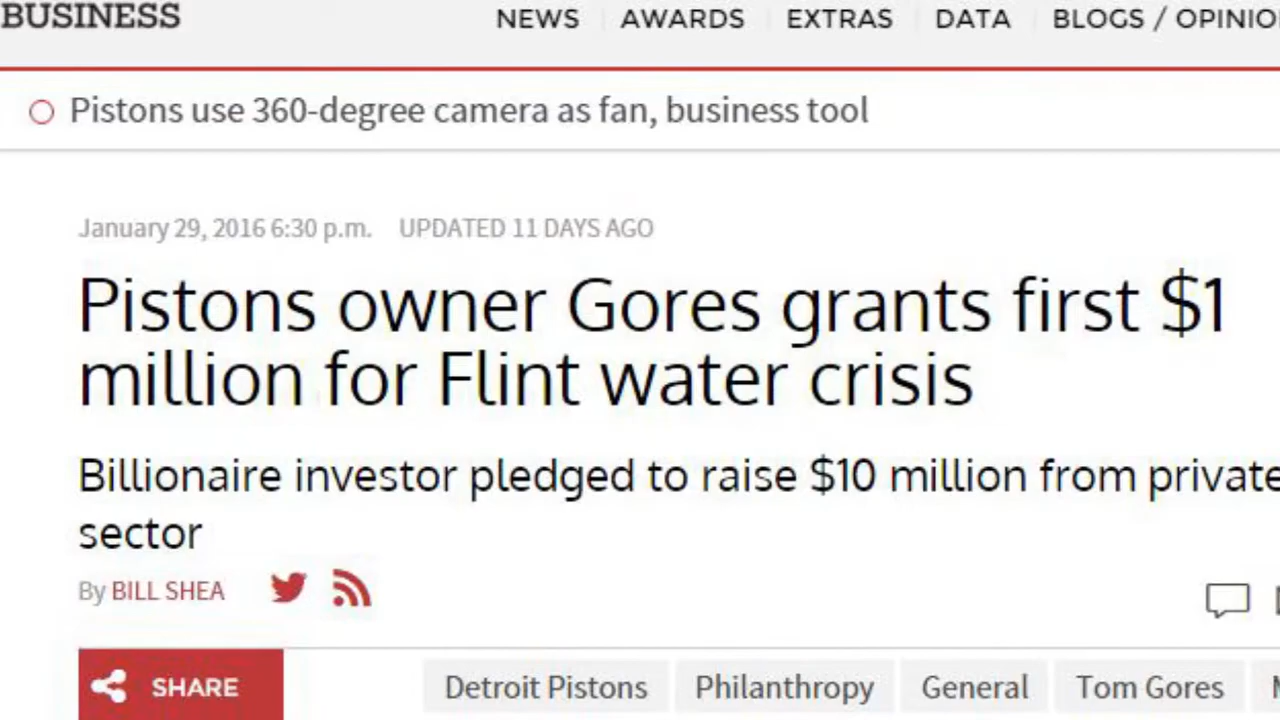 BUSINESS NEWS AWARDS EXTRAS DATA BLOGS / OPINIO
Pistons use 360-degree camera as fan, business tool
January 29, 2016 6:30 p.m. UPDATED 11 DAYS AGO
Pistons owner Gores grants first $1
million for Flint water crisis
Billionaire investor pledged to raise $10 million from private
sector
By BILL SHEA
SHARE Detroit Pistons Philanthropy General Tom Gores